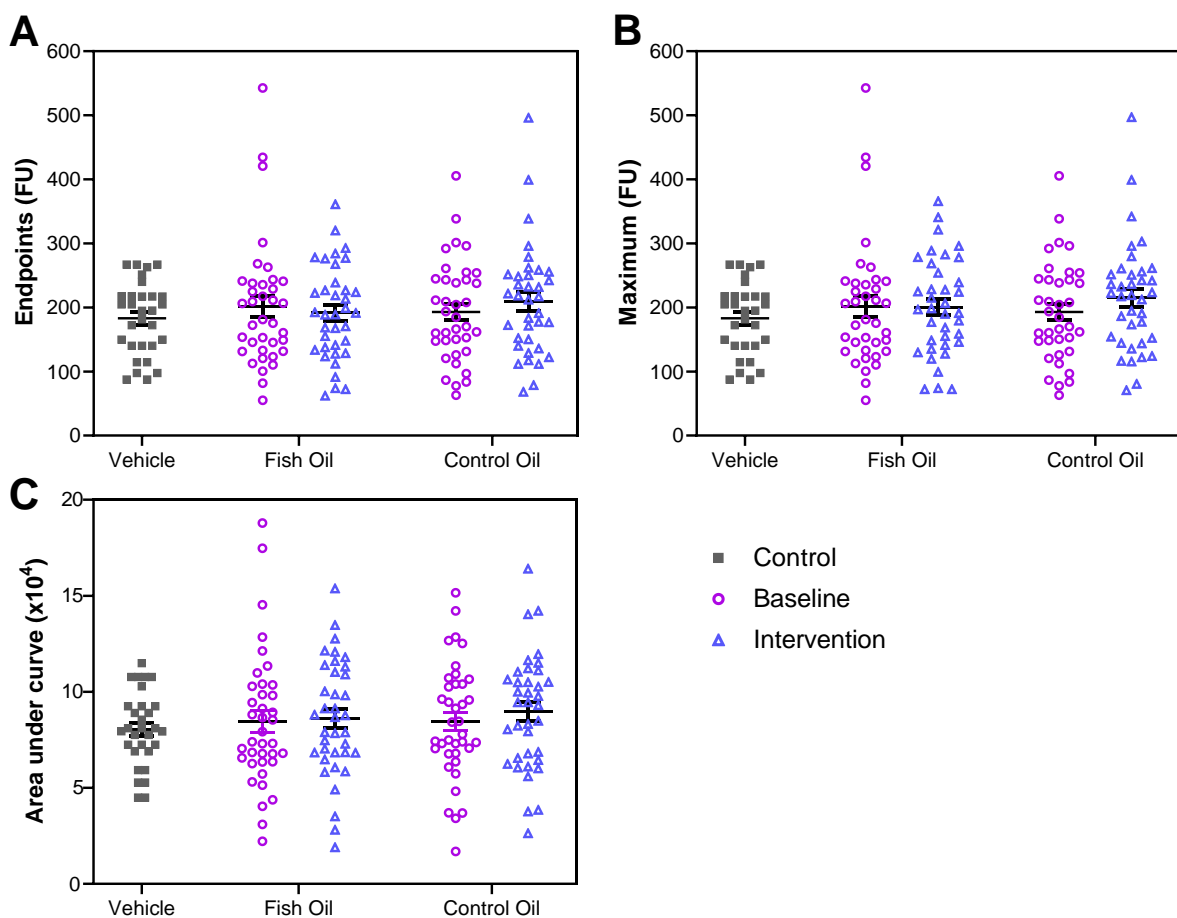 A
B
600
500
400
300
200
100
0
Endpoints (FU)
Vehicle
Fish Oil
Control Oil
600
500
400
300
200
100
0
Maximum (FU)
Vehicle
Fish Oil
Control Oil
C
20
15
10
5
0
Area under curve (x10⁴)
Vehicle
Fish Oil
Control Oil
Control
Baseline
Intervention